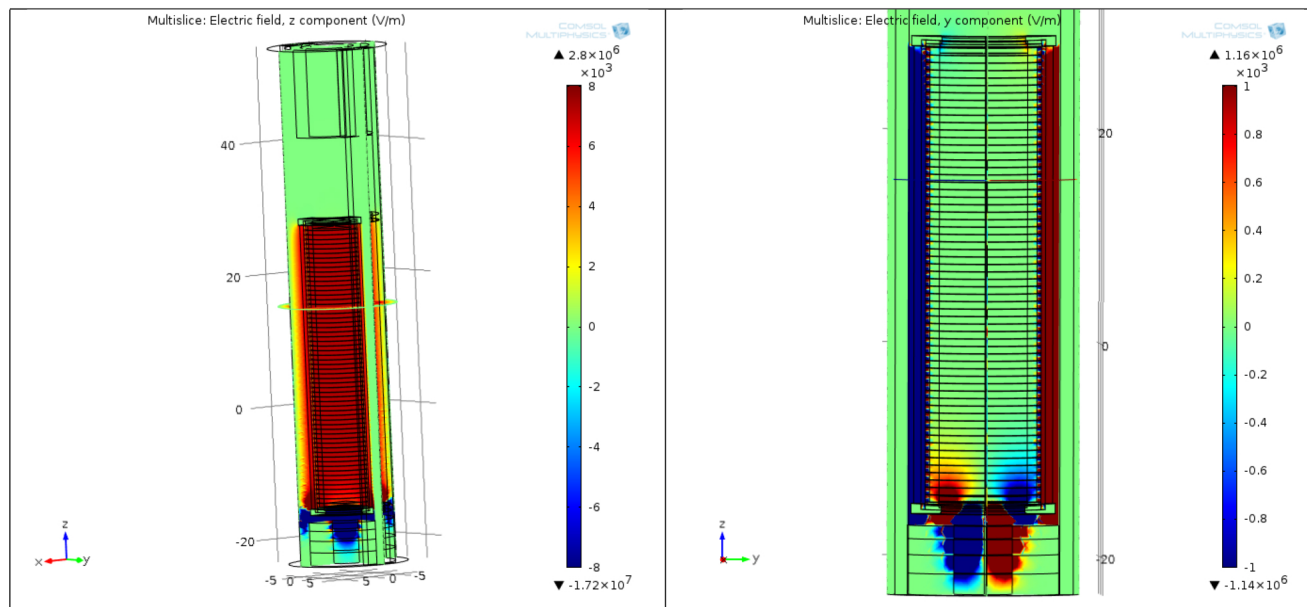 Multislice: Electric field, z component (V/m)
COMSOL
MULTIPHYSICS
▲ 2.8×10⁶
×10³
8
6
4
2
0
-2
-4
-6
-8
▼ -1.72×10⁷
40
20
0
-20
-5 0 5
5 0 -5
z
x
y
Multislice: Electric field, y component (V/m)
COMSOL
MULTIPHYSICS
▲ 1.16×10⁶
×10³
1
0.8
0.6
0.4
0.2
0
-0.2
-0.4
-0.6
-0.8
-1
▼ -1.14×10⁶
20
0
-20
z
x
y